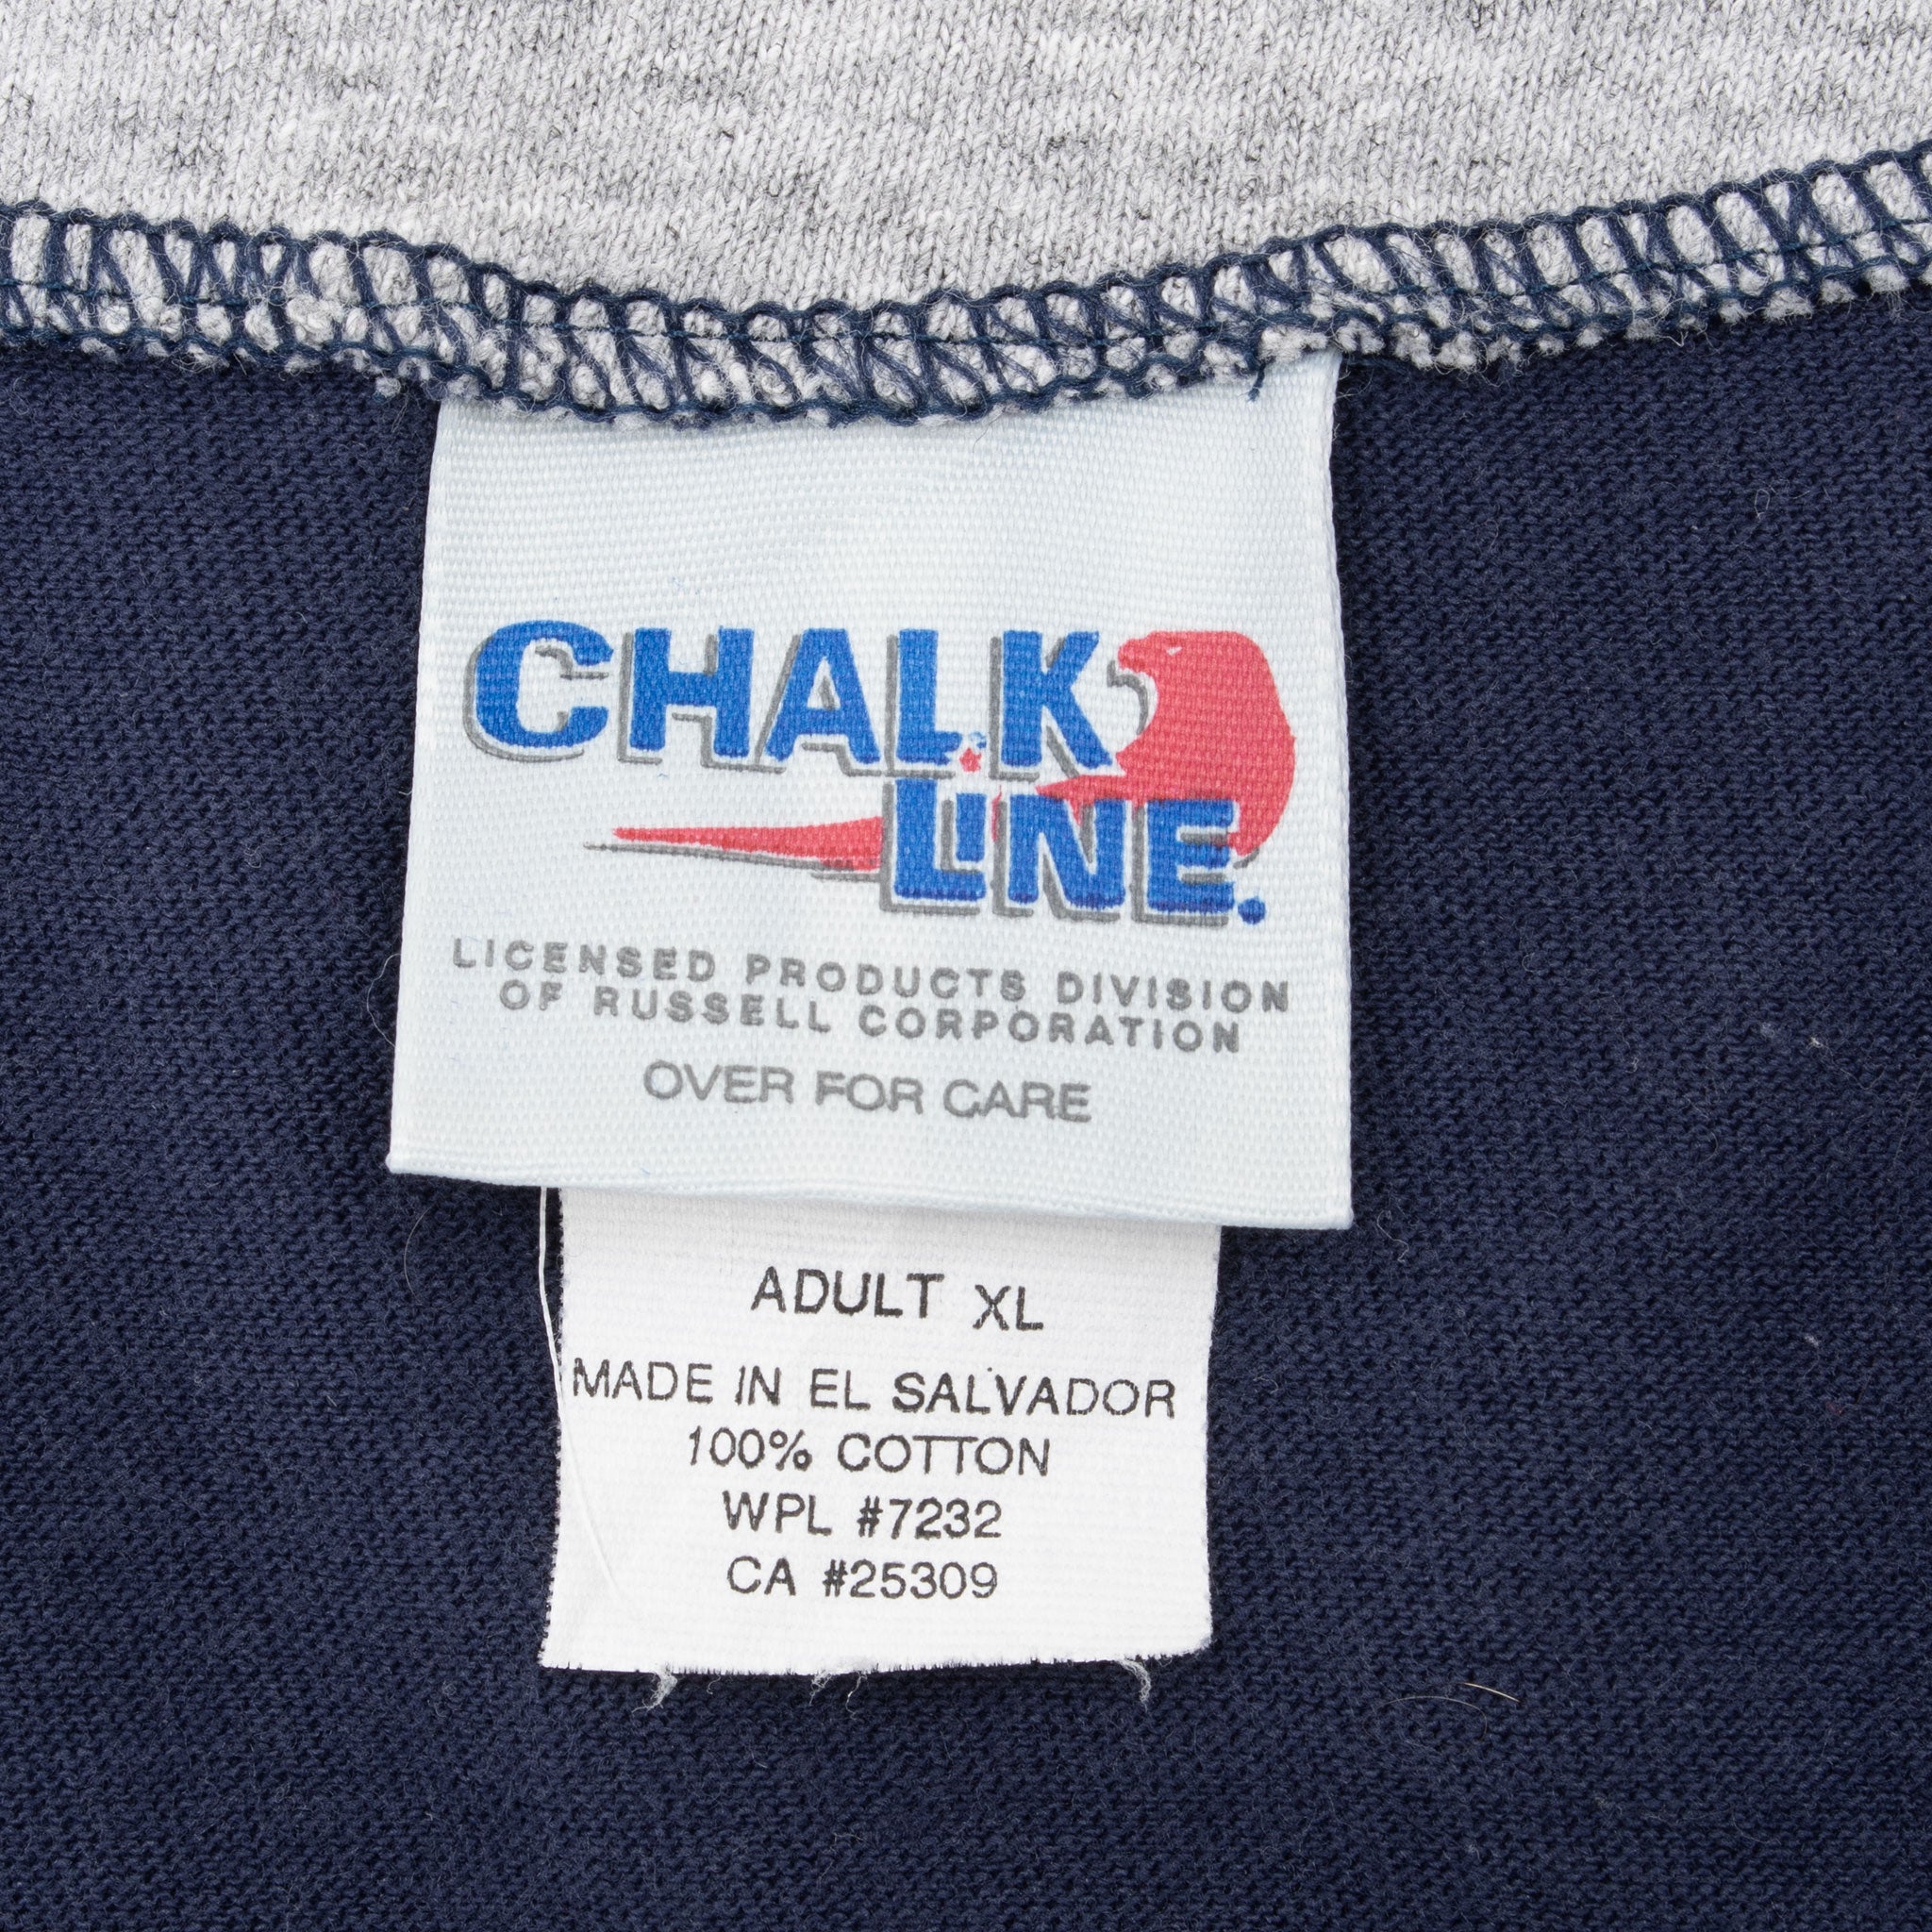 CHALK
LINE.
LICENSED PRODUCTS DIVISION
OF RUSSELL CORPORATION
OVER FOR CARE
ADULT XL
MADE IN EL SALVADOR
100% COTTON
WPL #7232
CA #25309